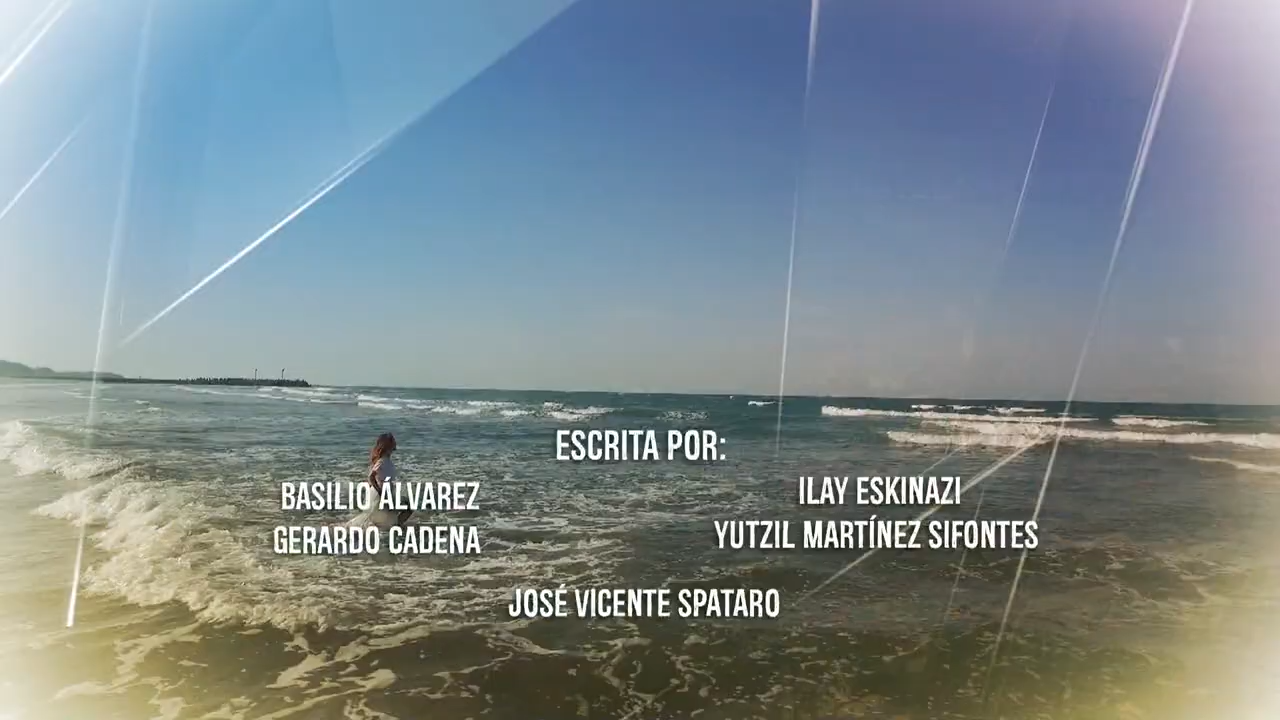 ESCRITA POR:
BASILIO ÁLVAREZ
GERARDO CADENA
ILAY ESKINAZI
YUTZIL MARTÍNEZ SIFONTES
JOSÉ VICENTE SPATARO